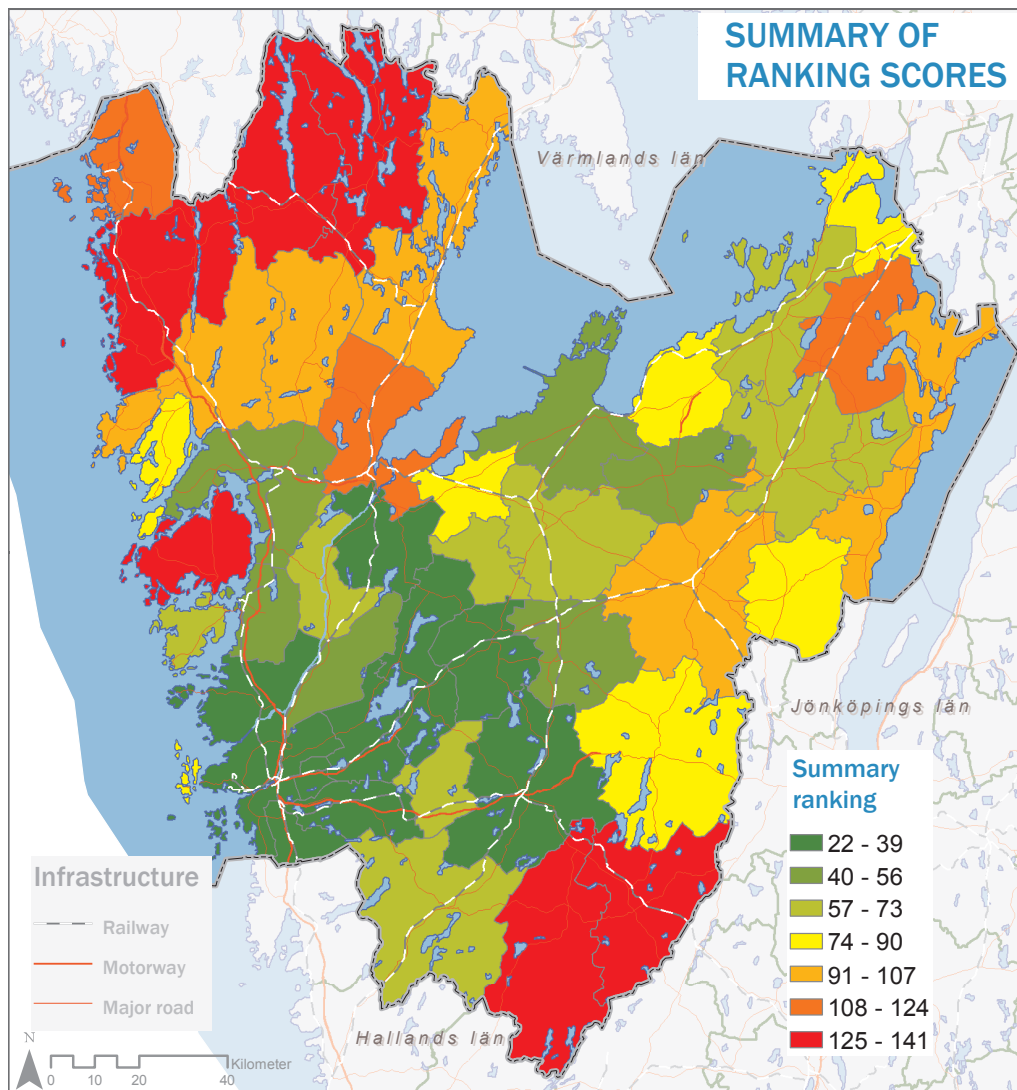 SUMMARY OF
RANKING SCORES
Värmlands län
Jönköpings län
Hallands län
Summary
ranking
22 - 39
40 - 56
57 - 73
74 - 90
91 - 107
108 - 124
125 - 141
Infrastructure
Railway
Motorway
Major road
N
Kilometer
0 10 20 40